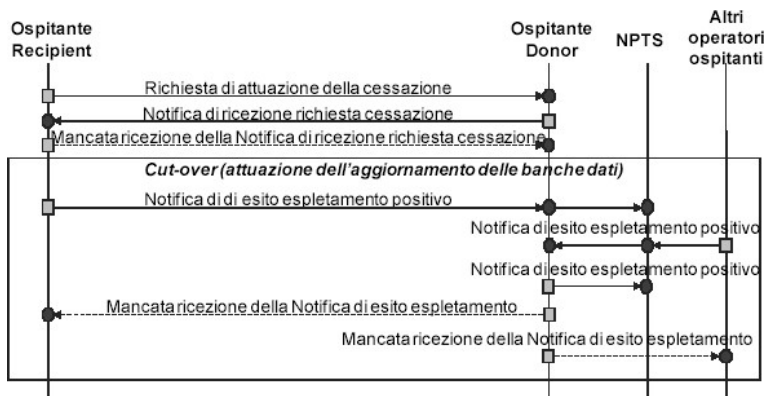 Ospitante
Recipient
Ospitante
Donor
NPTS
Altri
operatori
ospitanti
Richiesta di attuazione della cessazione
Notifica di ricezione richiesta cessazione
Mancata ricezione della Notifica di ricezione richiesta cessazione
Cut-over (attuazione dell'aggiornamento delle banche dati)
Notifica di di esito espletamento positivo
Notifica di esito espletamento positivo
Notifica di esito espletamento positivo
Mancata ricezione della Notifica di esito espletamento
Mancata ricezione della Notifica di esito espletamento